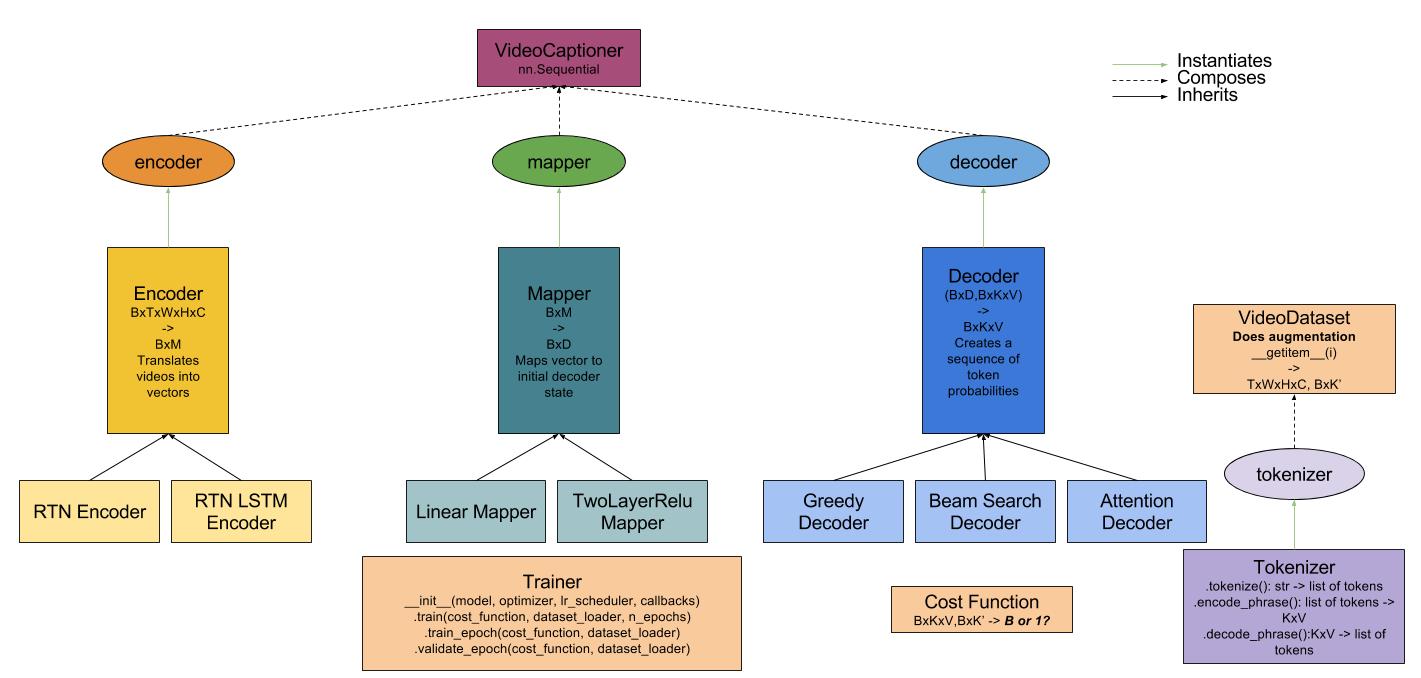 VideoCaptioner
nn.Sequential
Instantiates
Composes
Inherits
encoder
mapper
decoder
Encoder
BxTxWxHxC
->
BxM
Translates
videos into
vectors
Mapper
BxM
->
BxD
Maps vector to
initial decoder
state
Decoder
(BxD,BxKxV)
->
BxKxV
Creates a
sequence of
token
probabilities
VideoDataset
Does augmentation
__getitem__(i)
->
TxWxHxC, BxK’
tokenizer
RTN Encoder
RTN LSTM
Encoder
Linear Mapper
TwoLayerRelu
Mapper
Greedy
Decoder
Beam Search
Decoder
Attention
Decoder
Trainer
__init__(model, optimizer, lr_scheduler, callbacks)
.train(cost_function, dataset_loader, n_epochs)
.train_epoch(cost_function, dataset_loader)
.validate_epoch(cost_function, dataset_loader)
Cost Function
BxKxV,BxK’ -> B or 1?
Tokenizer
.tokenize(): str -> list of tokens
.encode_phrase(): list of tokens ->
KxV
.decode_phrase():KxV -> list of
tokens